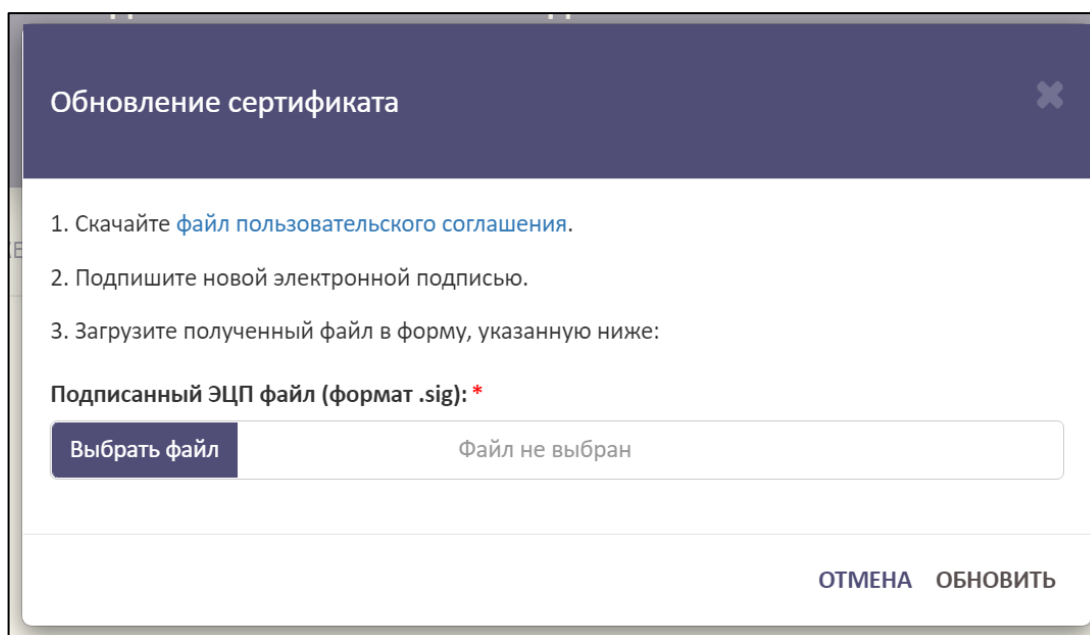 Обновление сертификата
1. Скачайте файл пользовательского соглашения.
2. Подпишите новой электронной подписью.
3. Загрузите полученный файл в форму, указанную ниже:
Подписанный ЭЦП файл (формат .sig): *
Выбрать файл Файл не выбран
ОТМЕНА ОБНОВИТЬ